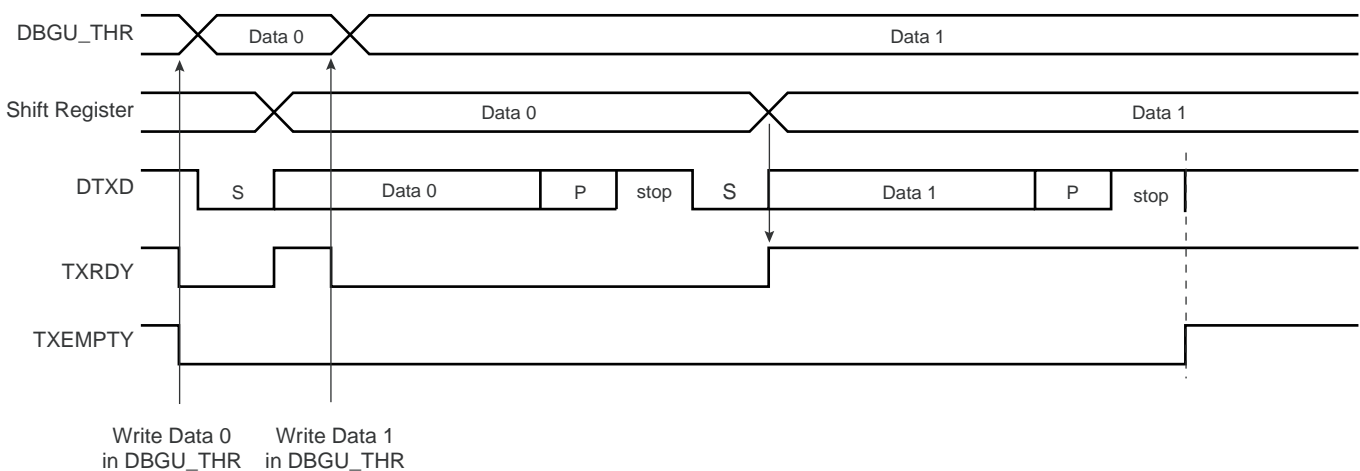 DBGU_THR Data 0 Data 1
Shift Register Data 0 Data 1
DTXD S Data 0 P stop S Data 1 P stop
TXRDY
TXEMPTY
Write Data 0 Write Data 1
in DBGU_THR in DBGU_THR